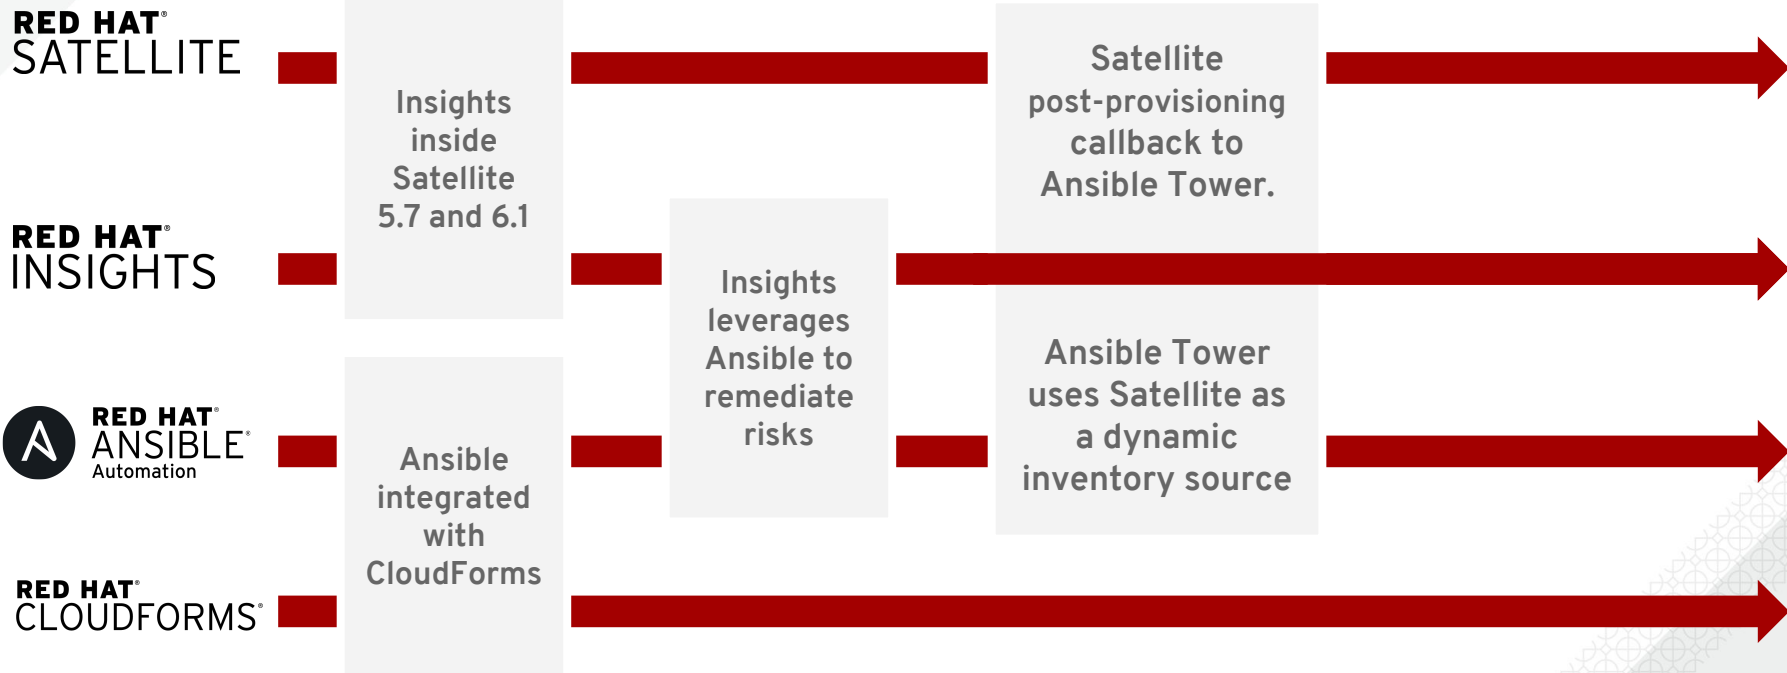 RED HAT®
SATELLITE
Insights
inside
Satellite
5.7 and 6.1
Satellite
post-provisioning
callback to
Ansible Tower.
RED HAT®
INSIGHTS
Insights
leverages
Ansible to
remediate
risks
Ansible Tower
uses Satellite as
a dynamic
inventory source
RED HAT®
ANSIBLE®
Automation
Ansible
integrated
with
CloudForms
RED HAT®
CLOUDFORMS®